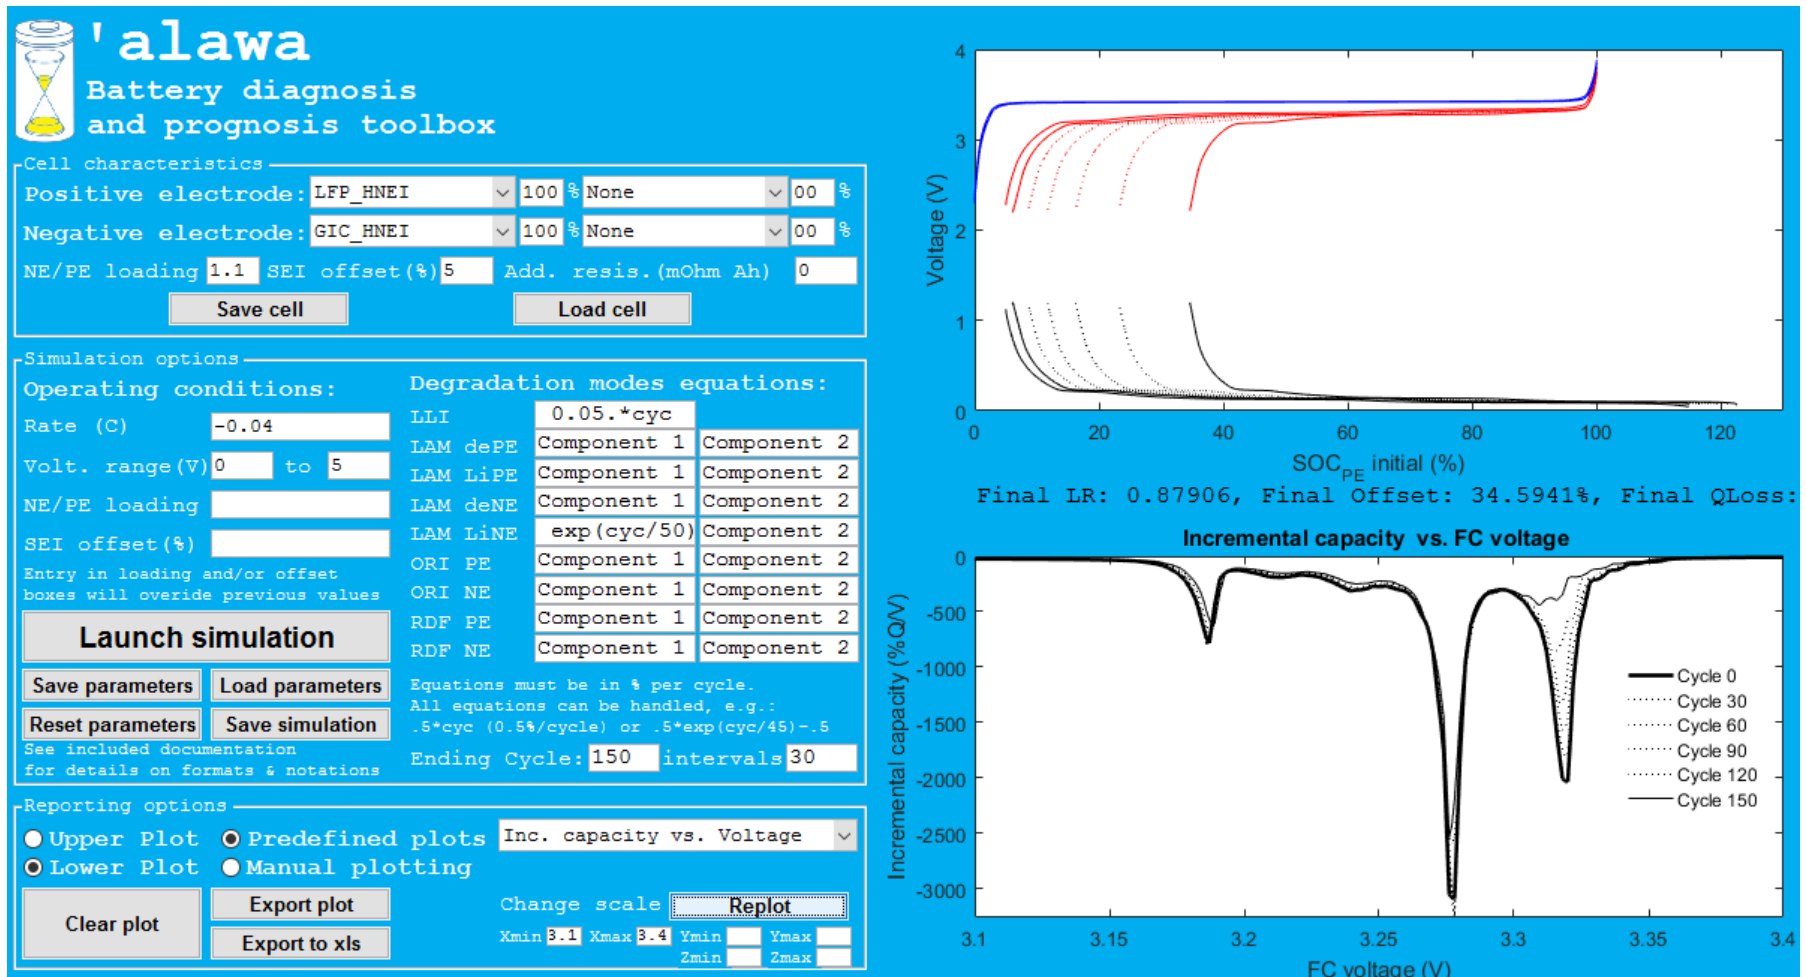 'alawa
Battery diagnosis
and prognosis toolbox
Cell characteristics
Positive electrode: LFP_HNEI 100 % None 00 %
Negative electrode: GIC_HNEI 100 % None 00 %
NE/PE loading 1.1 SEI offset(%) 5 Add. resis.(mOhm Ah) 0
Save cell Load cell
Simulation options
Operating conditions:
Rate (C) -0.04
Volt. range(V) 0 to 5
NE/PE loading
SEI offset(%)
Entry in loading and/or offset
boxes will overide previous values
Launch simulation
Save parameters Load parameters
Reset parameters Save simulation
See included documentation
for details on formats & notations
Degradation modes equations:
LLI 0.05.*cyc
LAM dePE Component 1 Component 2
LAM LiPE Component 1 Component 2
LAM deNE Component 1 Component 2
LAM LiNE exp(cyc/50) Component 2
ORI PE Component 1 Component 2
ORI NE Component 1 Component 2
RDF PE Component 1 Component 2
RDF NE Component 1 Component 2
Equations must be in % per cycle.
All equations can be handled, e.g.:
.5*cyc (0.5%/cycle) or .5*exp(cyc/45)-.5
Ending Cycle: 150 intervals 30
Reporting options
Upper Plot Predefined plots Inc. capacity vs. Voltage
Lower Plot Manual plotting
Clear plot
Export plot
Export to xls
Change scale Replot
Xmin 3.1 Xmax 3.4 Ymin Ymax
Zmin Zmax
4
3
2
1
0
Voltage (V)
0 20 40 60 80 100 120
SOCPE initial (%)
Final LR: 0.87906, Final Offset: 34.5941%, Final QLoss:
Incremental capacity vs. FC voltage
0
-500
-1000
-1500
-2000
-2500
-3000
Incremental capacity (%Q/V)
Cycle 0
Cycle 30
Cycle 60
Cycle 90
Cycle 120
Cycle 150
3.1 3.15 3.2 3.25 3.3 3.35 3.4
FC voltage (V)